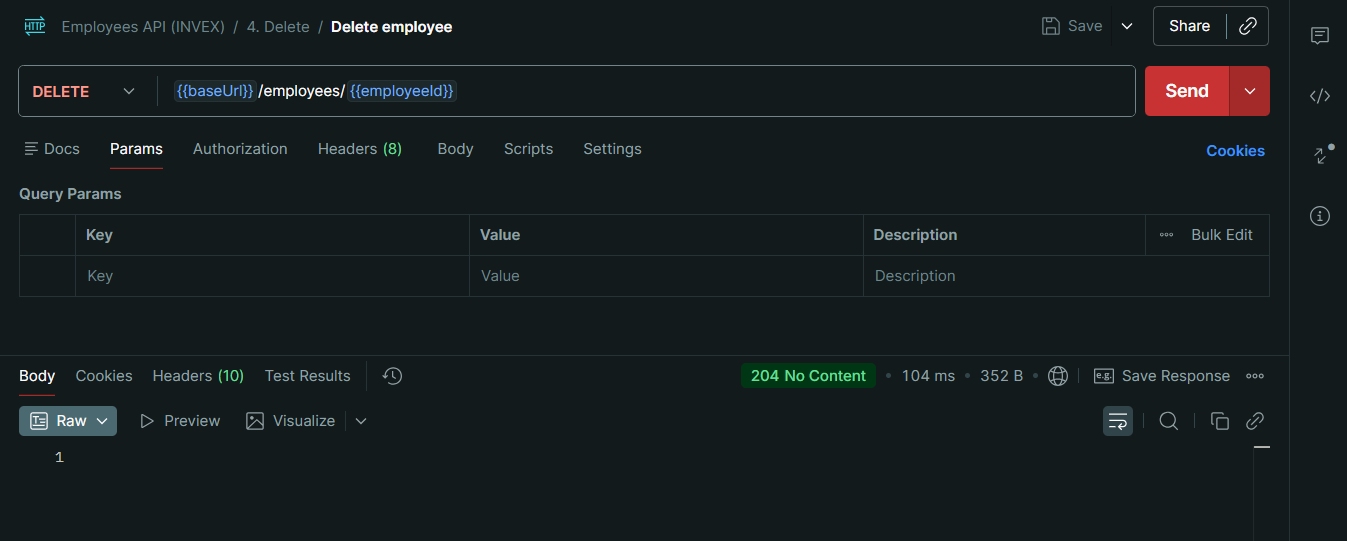 HTTP Employees API (INVEX) / 4. Delete / Delete employee Save Share
DELETE {{baseUrl}}/employees/{{employeeId}} Send
Docs Params Authorization Headers (8) Body Scripts Settings Cookies
Query Params
Key Value Description Bulk Edit
Key Value Description
Body Cookies Headers (10) Test Results 204 No Content • 104 ms • 352 B • e.g. Save Response
Raw Preview Visualize
1